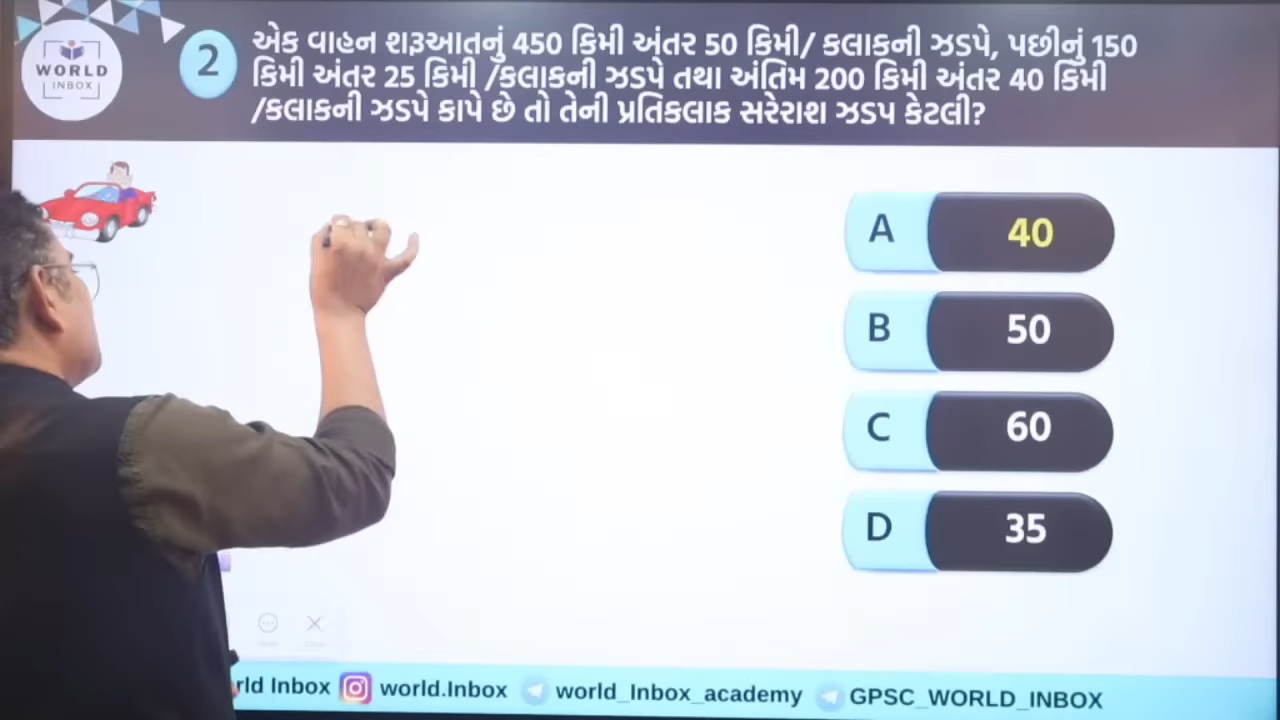 WORLD
INBOX
2
એક વાહન શરૂઆતનું 450 કિમી અંતર 50 કિમી/ કલાકની ઝડપે, પછીનું 150
કિમી અંતર 25 કિમી /કલાકની ઝડપે તથા અંતિમ 200 કિમી અંતર 40 કિમી
/કલાકની ઝડપે કાપે છે તો તેની પ્રતિકલાક સરેરાશ ઝડપ કેટલી?
A 40
B 50
C 60
D 35
rld Inbox world.Inbox world_Inbox_academy GPSC_WORLD_INBOX